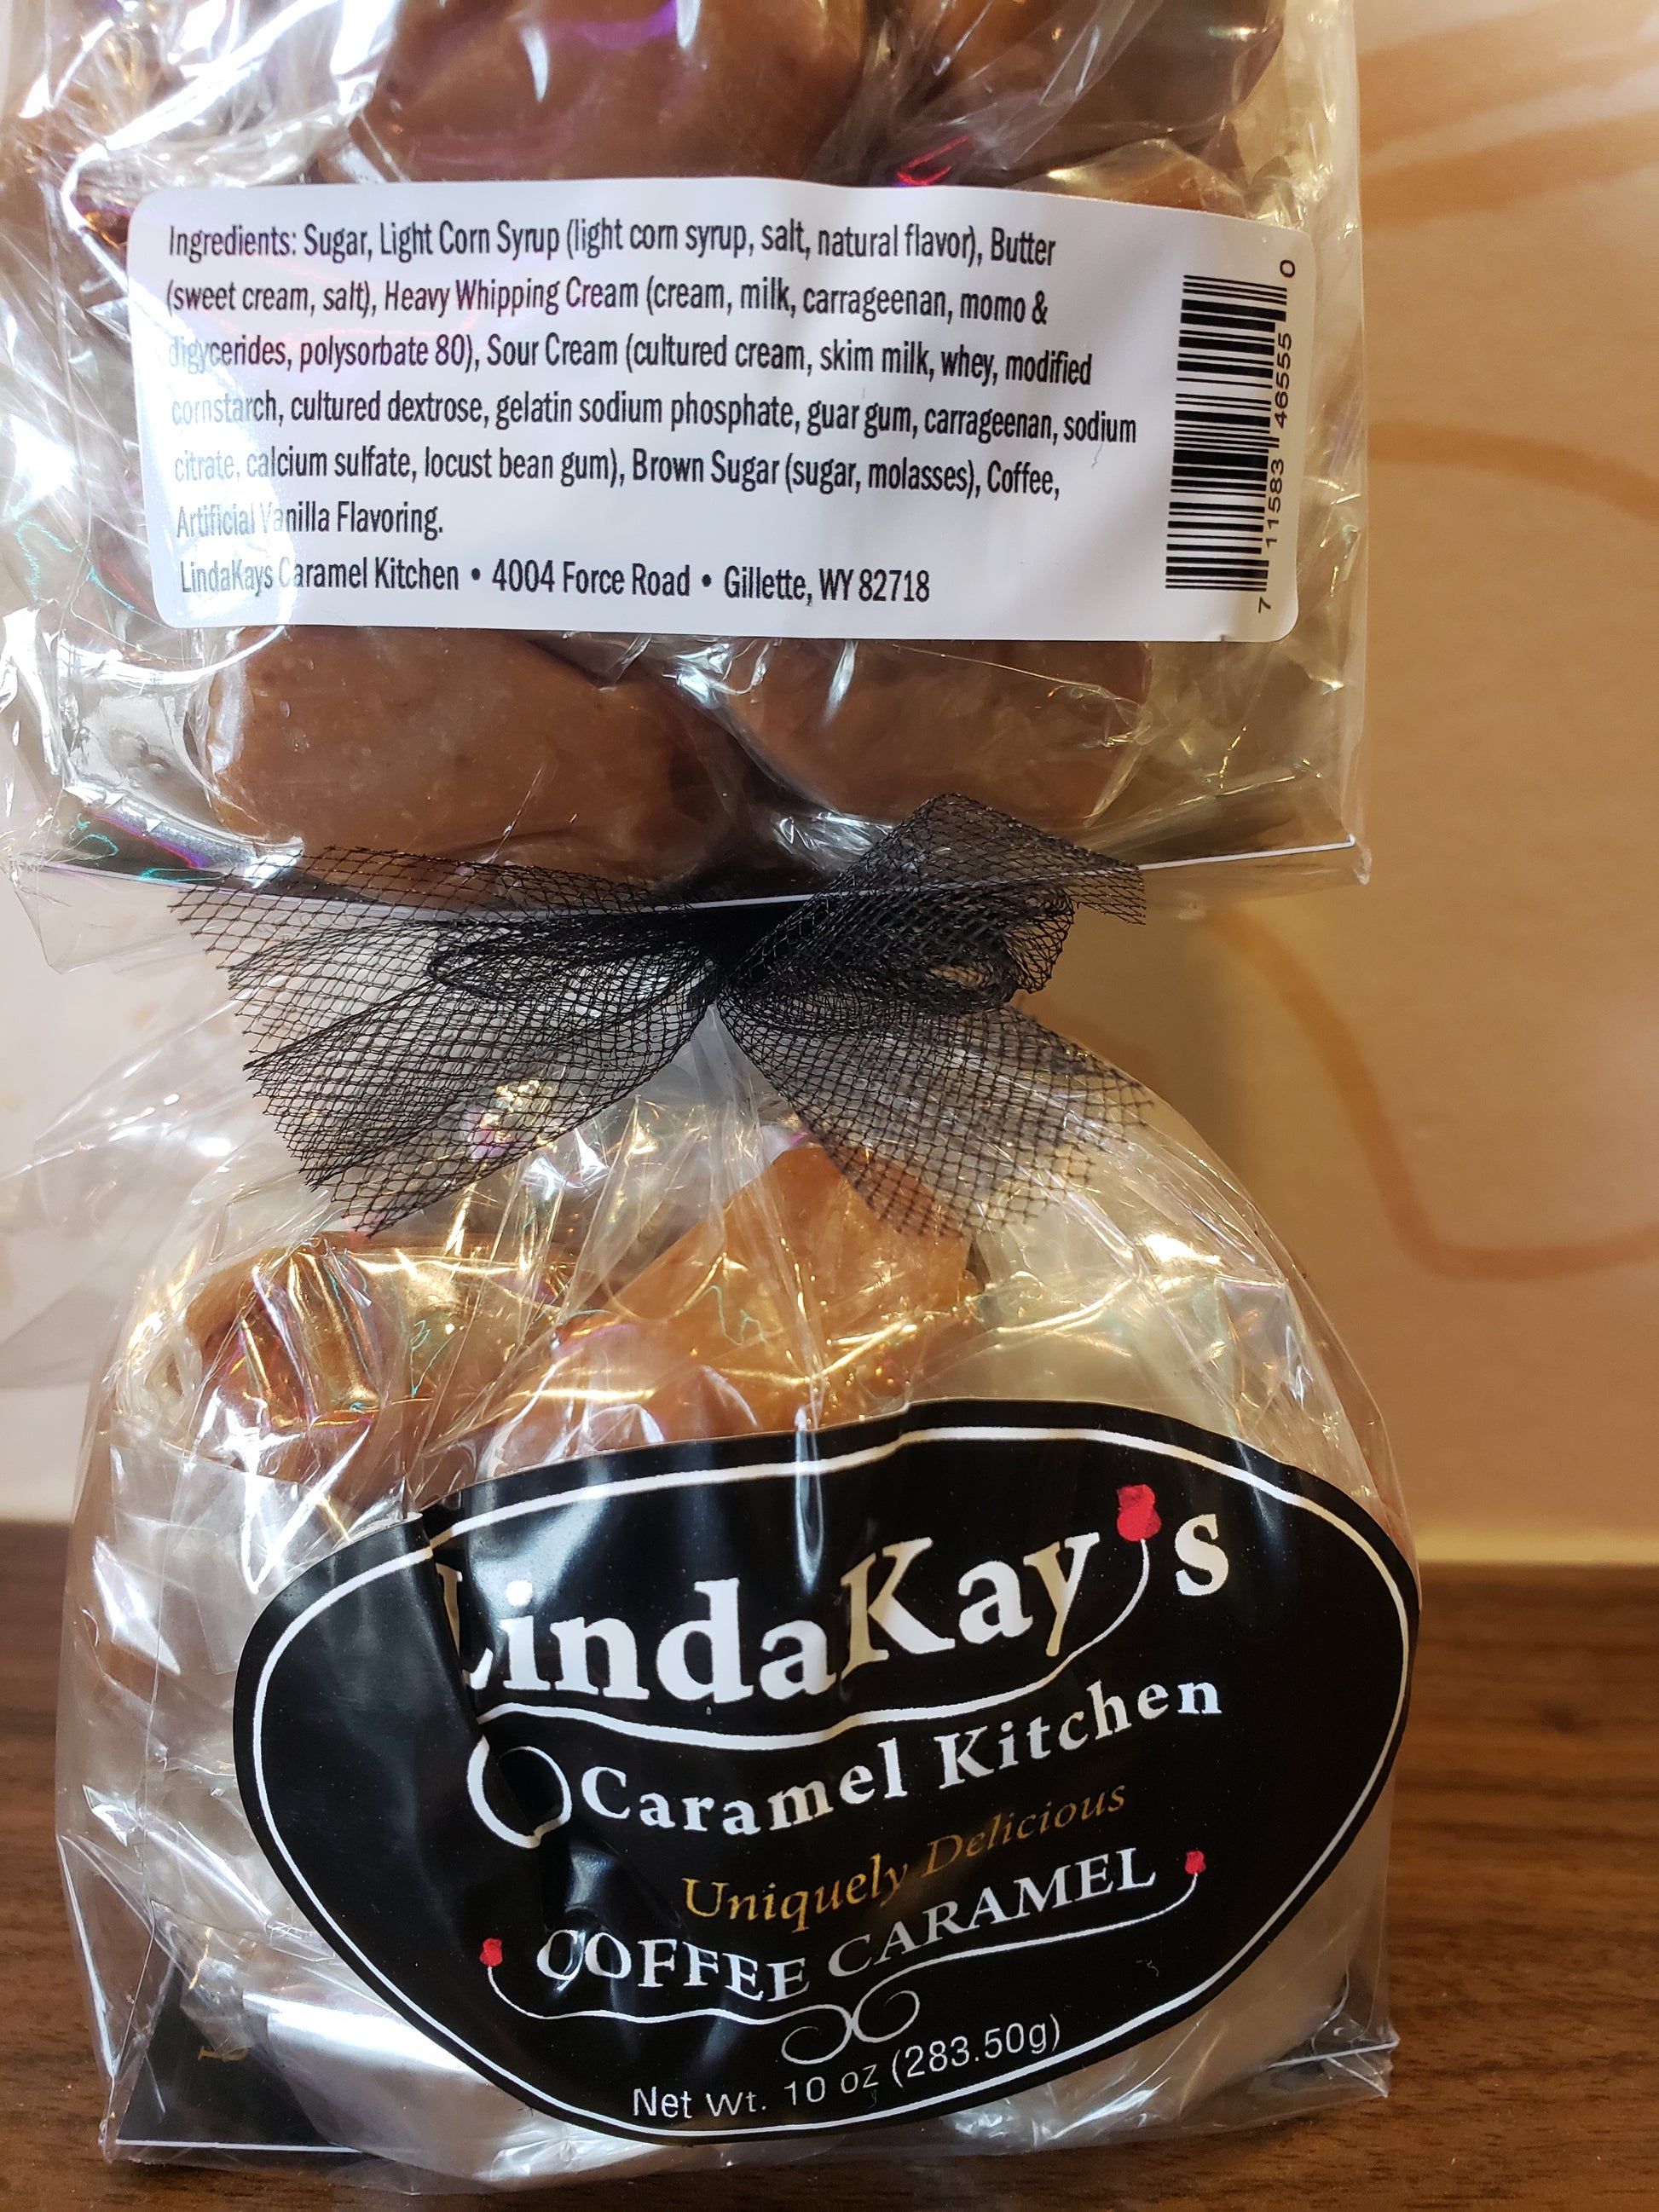 Ingredients: Sugar, Light Corn Syrup (light corn syrup, salt, natural flavor), Butter
(sweet cream, salt), Heavy Whipping Cream (cream, milk, carrageenan, momo &
digycerides, polysorbate 80), Sour Cream (cultured cream, skim milk, whey, modified
cornstarch, cultured dextrose, gelatin sodium phosphate, guar gum, carrageenan, sodium
citrate, calcium sulfate, locust bean gum), Brown Sugar (sugar, molasses), Coffee,
Artificial Vanilla Flavoring.
LindaKays Caramel Kitchen • 4004 Force Road • Gillette, WY 82718
7 11583 46555 0
LindaKay's
Caramel Kitchen
Uniquely Delicious
COFFEE CARAMEL
Net Wt. 10 oz (283.50g)